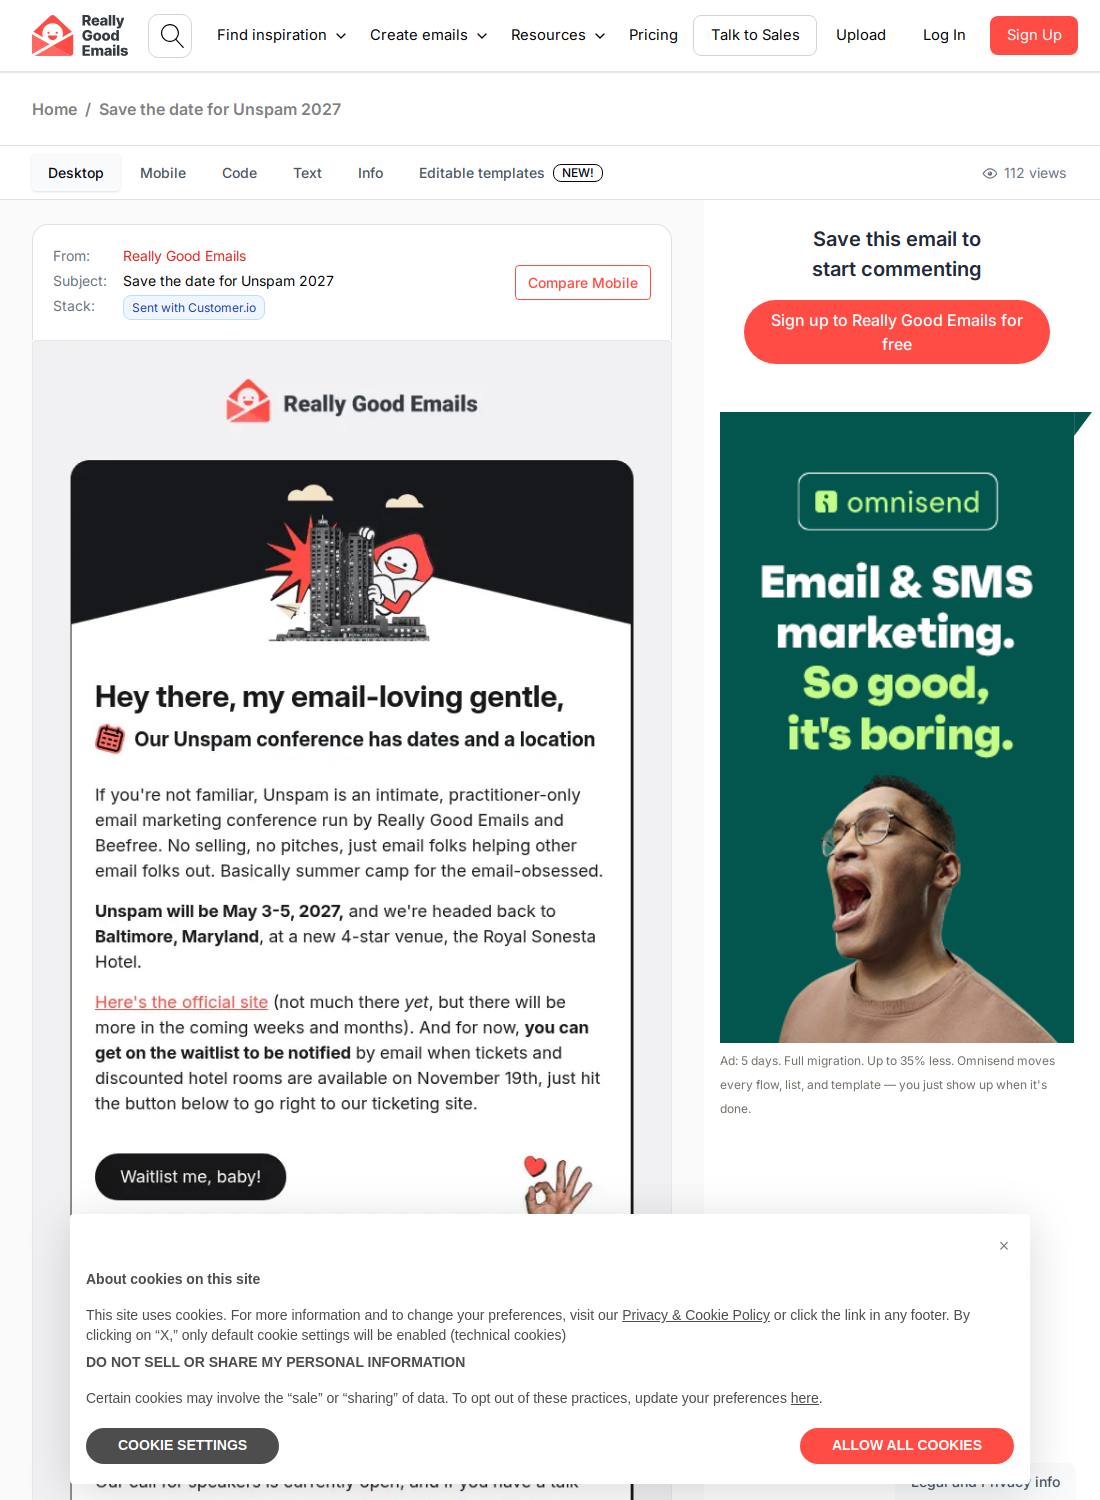 Really
Good
Emails
Find inspiration
Create emails
Resources
Pricing
Talk to Sales
Upload
Log In
Sign Up
Home / Save the date for Unspam 2027
Desktop
Mobile
Code
Text
Info
Editable templates NEW!
112 views
From: Really Good Emails
Subject: Save the date for Unspam 2027
Stack: Sent with Customer.io
Compare Mobile
Really Good Emails
Hey there, my email-loving gentle,
Our Unspam conference has dates and a location
If you're not familiar, Unspam is an intimate, practitioner-only
email marketing conference run by Really Good Emails and
Beefree. No selling, no pitches, just email folks helping other
email folks out. Basically summer camp for the email-obsessed.
Unspam will be May 3-5, 2027, and we're headed back to
Baltimore, Maryland, at a new 4-star venue, the Royal Sonesta
Hotel.
Here's the official site (not much there yet, but there will be
more in the coming weeks and months). And for now, you can
get on the waitlist to be notified by email when tickets and
discounted hotel rooms are available on November 19th, just hit
the button below to go right to our ticketing site.
Waitlist me, baby!
Save this email to
start commenting
Sign up to Really Good Emails for
free
omnisend
Email & SMS
marketing.
So good,
it's boring.
Ad: 5 days. Full migration. Up to 35% less. Omnisend moves
every flow, list, and template — you just show up when it's
done.
×
About cookies on this site
This site uses cookies. For more information and to change your preferences, visit our Privacy & Cookie Policy or click the link in any footer. By
clicking on “X,” only default cookie settings will be enabled (technical cookies)
DO NOT SELL OR SHARE MY PERSONAL INFORMATION
Certain cookies may involve the “sale” or “sharing” of data. To opt out of these practices, update your preferences here.
COOKIE SETTINGS
ALLOW ALL COOKIES
Our call for speakers is currently open, and if you have a talk
Legal and Privacy info